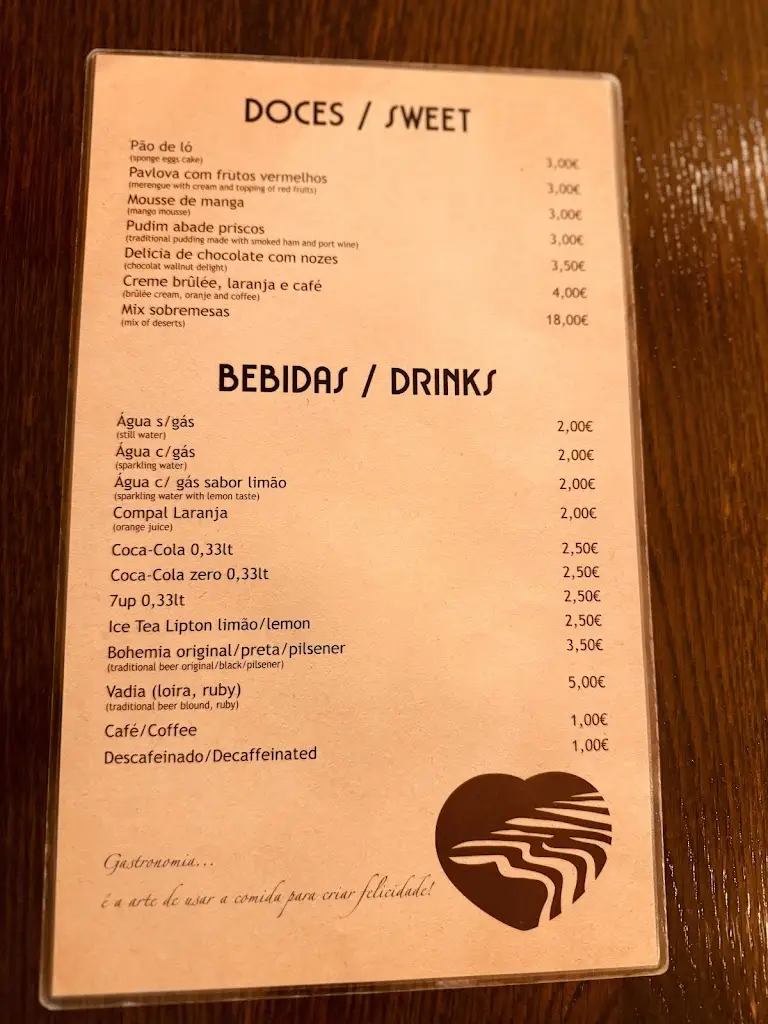 DOCES / SWEET
Pão de ló 3,00€
(sponge eggs cake)
Pavlova com frutos vermelhos 3,00€
(merengue with cream and topping of red fruits)
Mousse de manga 3,00€
(mango mousse)
Pudim abade priscos 3,00€
(traditional pudding made with smoked ham and port wine)
Delicia de chocolate com nozes 3,50€
(chocolat wallnut delight)
Creme brûlée, laranja e café 4,00€
(brûlée cream, oranje and coffee)
Mix sobremesas 18,00€
(mix of deserts)
BEBIDAS / DRINKS
Água s/gás 2,00€
(still water)
Água c/gás 2,00€
(sparkling water)
Água c/ gás sabor limão 2,00€
(sparkling water with lemon taste)
Compal Laranja 2,00€
(orange juice)
Coca-Cola 0,33lt 2,50€
Coca-Cola zero 0,33lt 2,50€
7up 0,33lt 2,50€
Ice Tea Lipton limão/lemon 2,50€
Bohemia original/preta/pilsener 3,50€
(traditional beer original/black/pilsener)
Vadia (loira, ruby) 5,00€
(traditional beer blound, ruby)
Café/Coffee 1,00€
Descafeinado/Decaffeinated 1,00€
Gastronomia...
é a arte de usar a comida para criar felicidade!